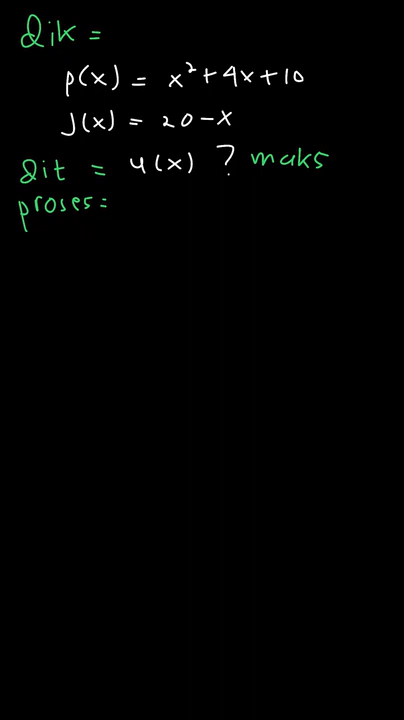 dik =
p(x) = x²+4x+10
J(x) = 20-x
dit = u(x) ? maks
proses =